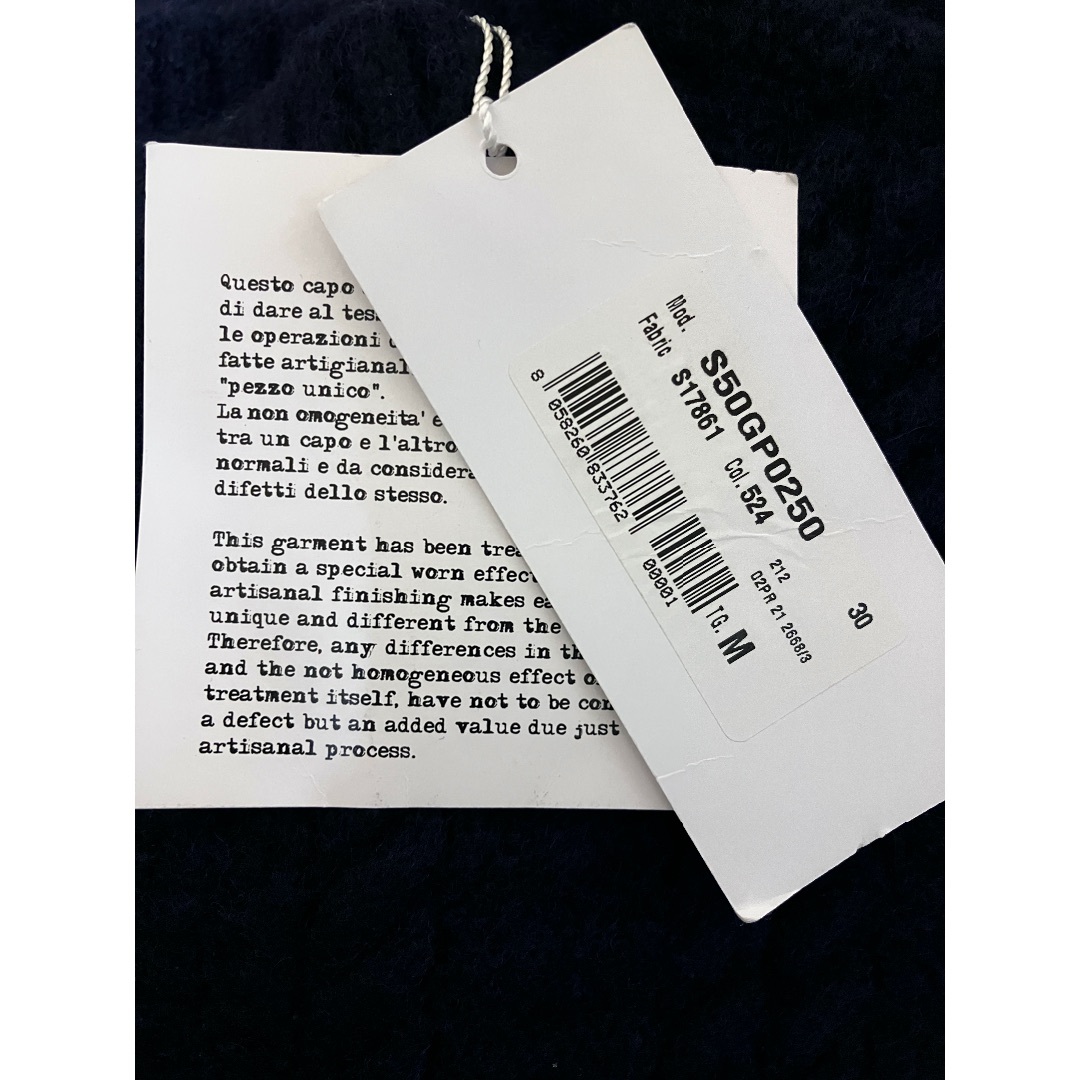 Questo capo
di dare al tes
le operazioni
fatte artigianal
"pezzo unico".
La non omogeneita' e
tra un capo e l'altro
normali e da considera
difetti dello stesso.
This garment has been trea
obtain a special worn effec
artisanal finishing makes ea
unique and different from the
Therefore, any differences in th
and the not homogeneous effect o
treatment itself, have not to be con
a defect but an added value due just
artisanal process.
Mod. S50GP0250
Fabric S17861 Col. 524
8 058260 833762
00001
TG. M
212
02PR 21 2668/3
30